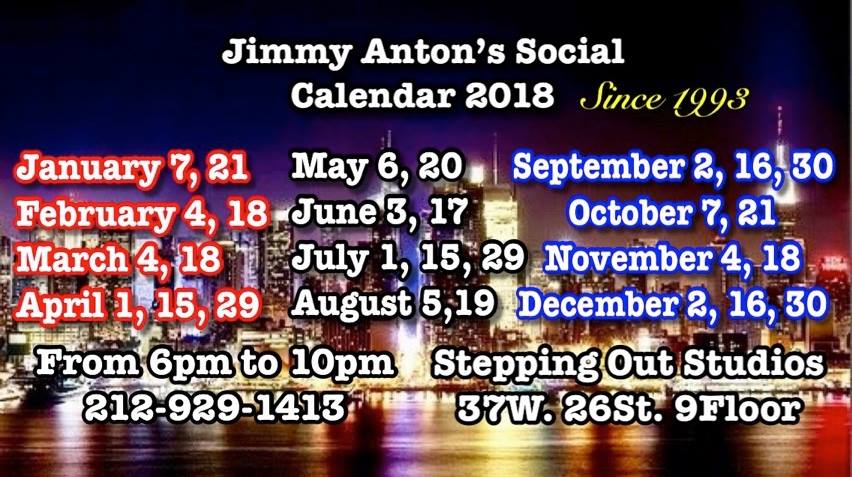 Jimmy Anton's Social
Calendar 2018 Since 1993
January 7, 21
February 4, 18
March 4, 18
April 1, 15, 29
May 6, 20
June 3, 17
July 1, 15, 29
August 5,19
September 2, 16, 30
October 7, 21
November 4, 18
December 2, 16, 30
From 6pm to 10pm
212-929-1413
Stepping Out Studios
37W. 26St. 9Floor